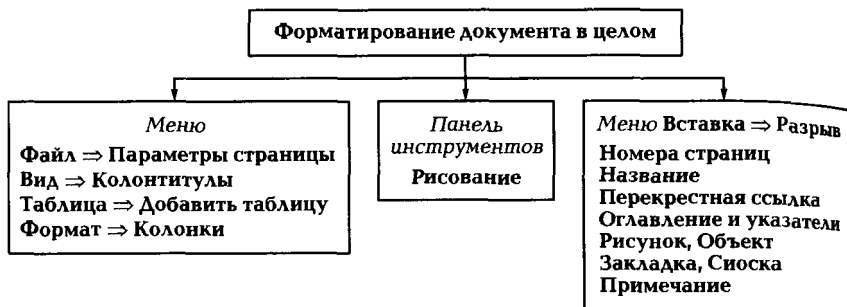 Форматирование документа в целом
Меню
Файл ⇒ Параметры страницы
Вид ⇒ Колонтитулы
Таблица ⇒ Добавить таблицу
Формат ⇒ Колонки
Панель
инструментов
Рисование
Меню Вставка ⇒ Разрыв
Номера страниц
Название
Перекрестная ссылка
Оглавление и указатели
Рисунок, Объект
Закладка, Сиоска
Примечание